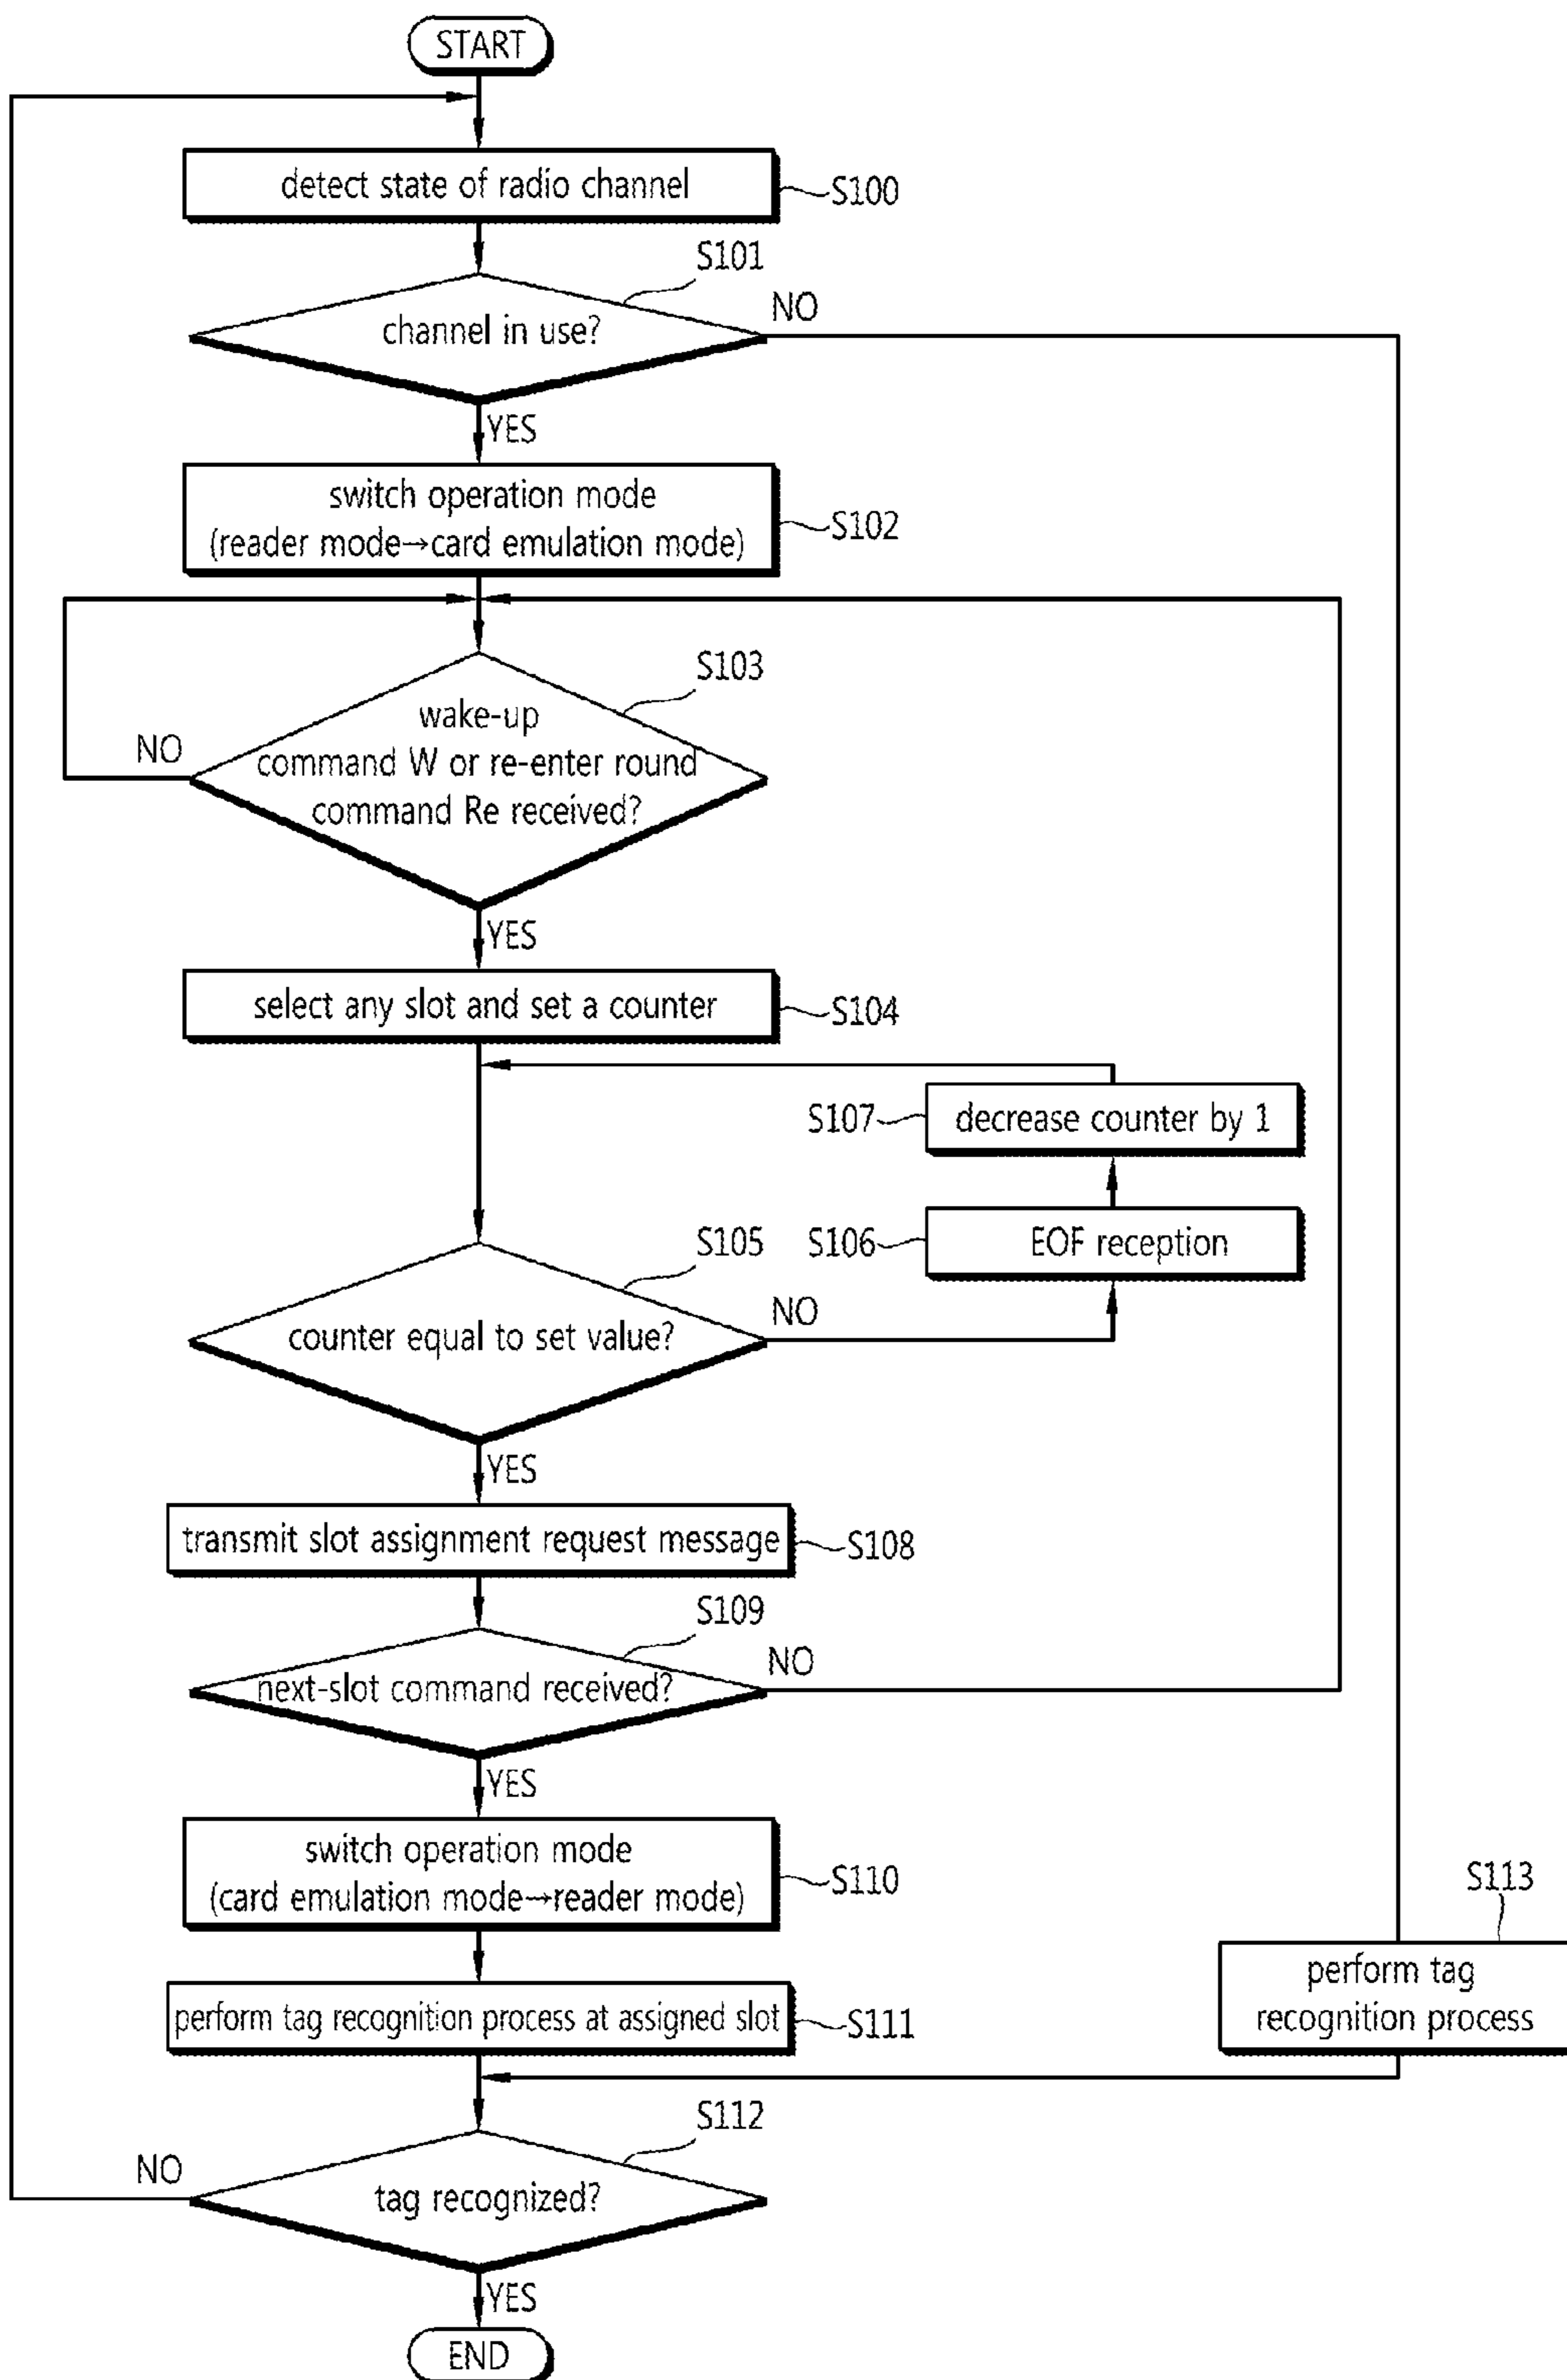 START
detect state of radio channel
S100
S101
channel in use?
NO
YES
switch operation mode
(reader mode→card emulation mode)
S102
S103
wake-up
command W or re-enter round
command Re received?
NO
YES
select any slot and set a counter
S104
S107
decrease counter by 1
S106
EOF reception
S105
counter equal to set value?
NO
YES
transmit slot assignment request message
S108
S109
next-slot command received?
NO
YES
switch operation mode
(card emulation mode→reader mode)
S110
S113
perform tag
recognition process
perform tag recognition process at assigned slot
S111
S112
tag recognized?
NO
YES
END